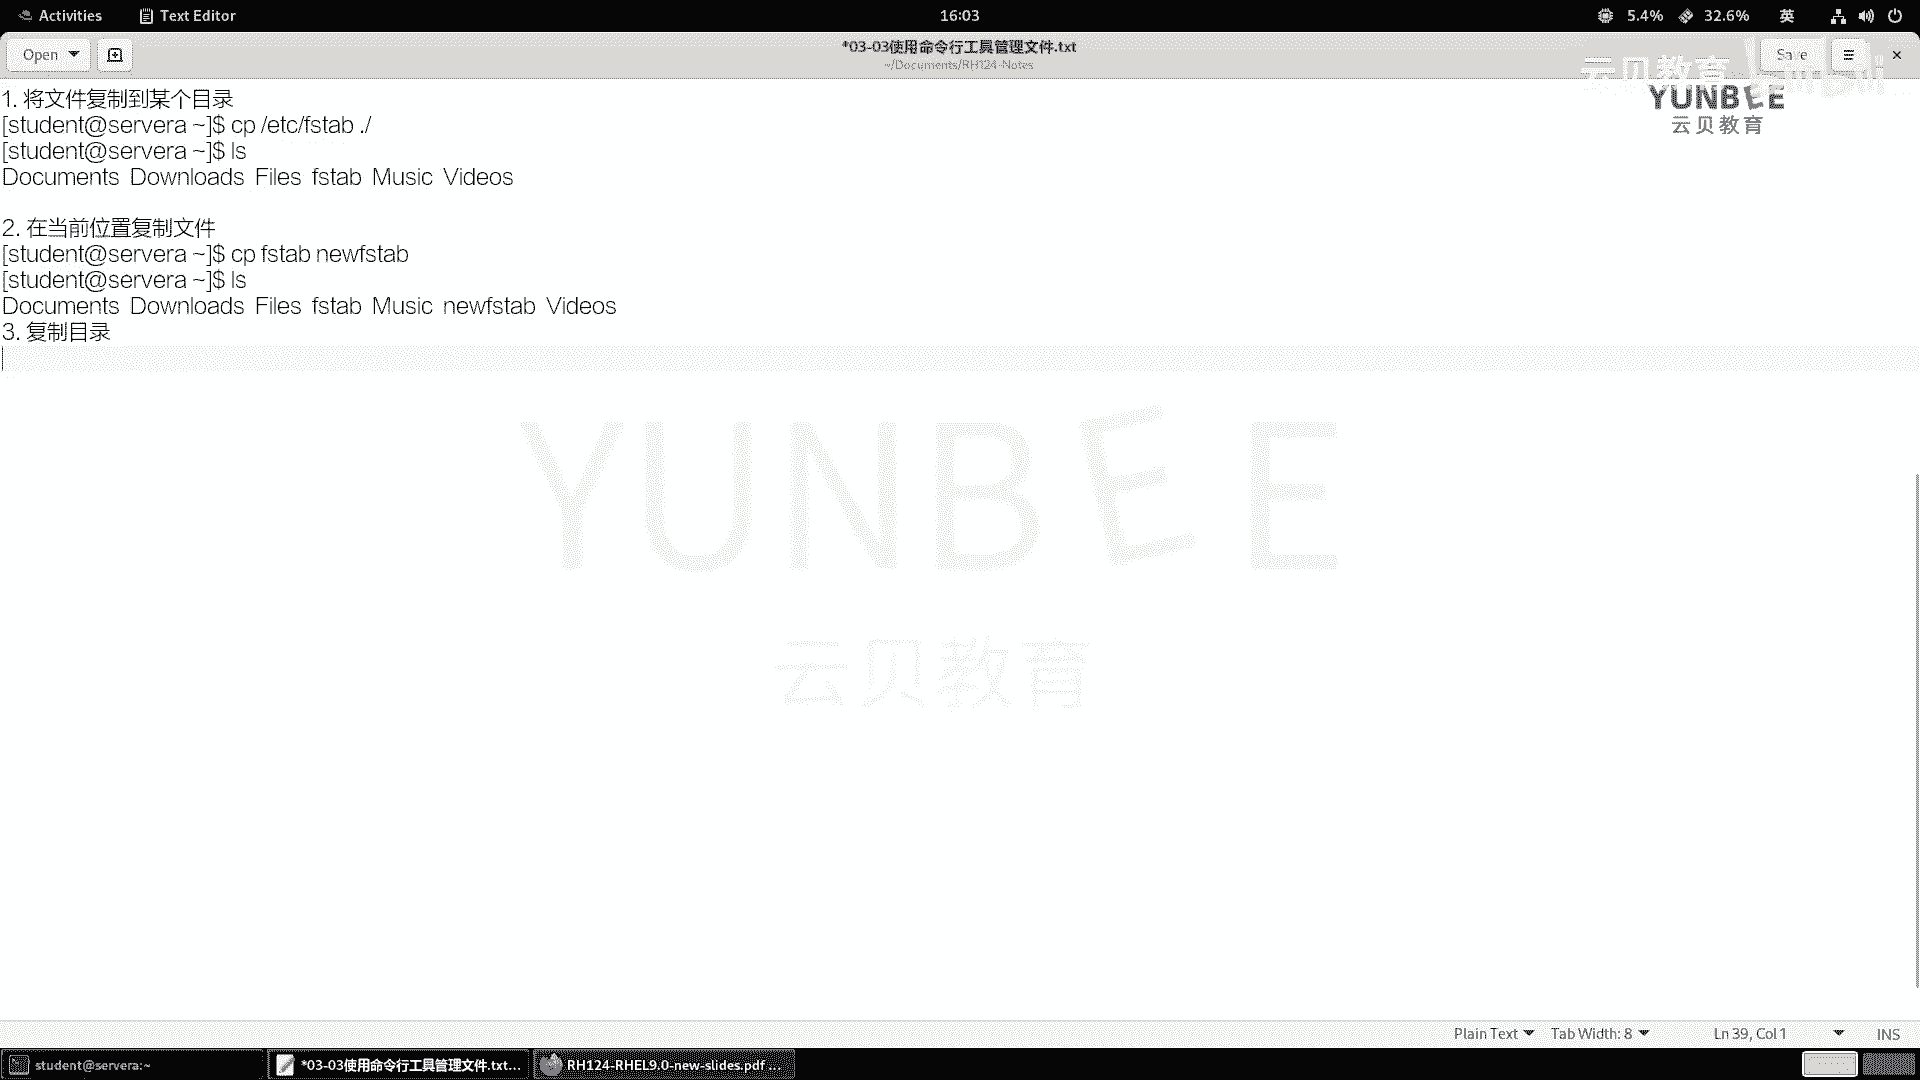 Activities Text Editor 16:03 5.4% 32.6% 英
Open *03-03使用命令行工具管理文件.txt Save
~/Documents/RH124-Notes
云贝教育
YUNBEE
云贝教育
1. 将文件复制到某个目录
[student@servera ~]$ cp /etc/fstab ./
[student@servera ~]$ ls
Documents Downloads Files fstab Music Videos
2. 在当前位置复制文件
[student@servera ~]$ cp fstab newfstab
[student@servera ~]$ ls
Documents Downloads Files fstab Music newfstab Videos
3. 复制目录
YUNBEE
云贝教育
Plain Text Tab Width: 8 Ln 39, Col 1 INS
student@servera:~ *03-03使用命令行工具管理文件.txt... RH124-RHEL9.0-new-slides.pdf ...